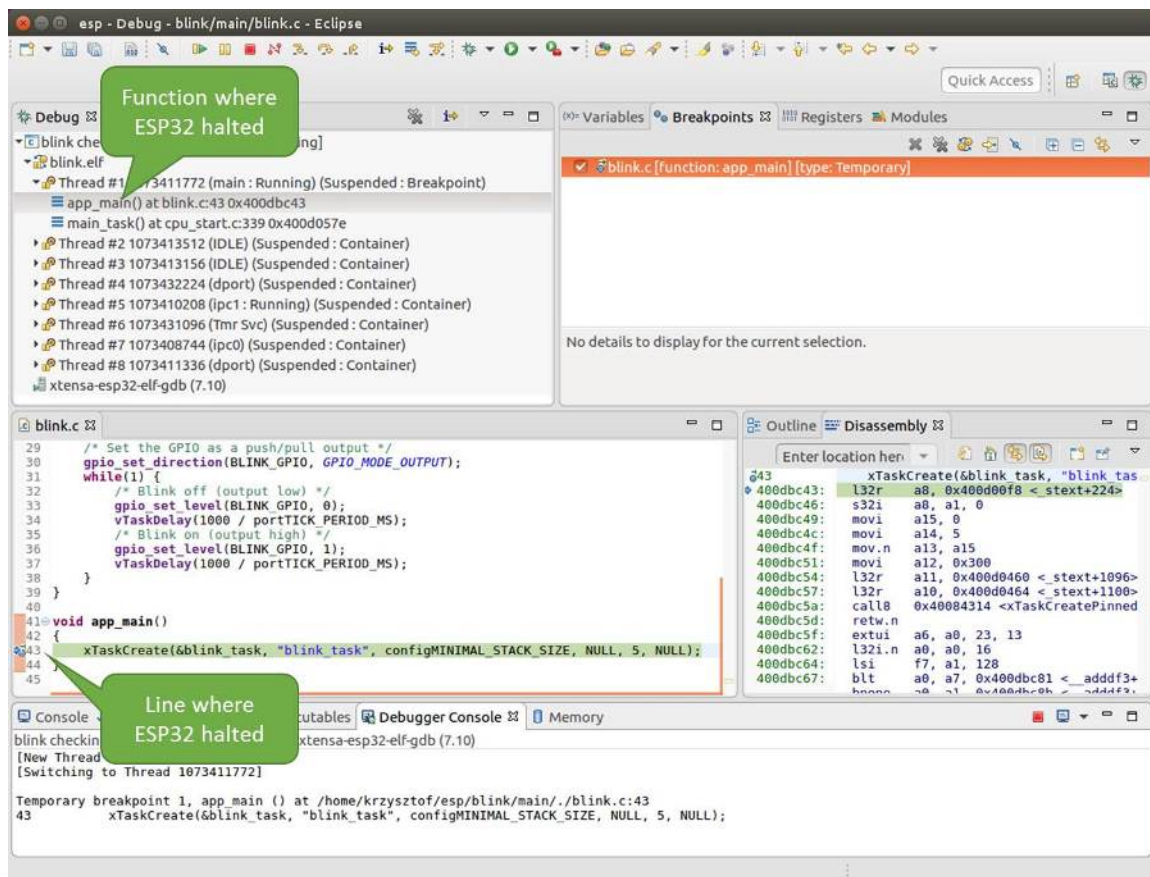 esp - Debug - blink/main/blink.c - Eclipse
Quick Access
Function where
ESP32 halted
Debug
blink che
ing]
blink.elf
Thread #1 1073411772 (main : Running) (Suspended : Breakpoint)
app_main() at blink.c:43 0x400dbc43
main_task() at cpu_start.c:339 0x400d057e
Thread #2 1073413512 (IDLE) (Suspended : Container)
Thread #3 1073413156 (IDLE) (Suspended : Container)
Thread #4 1073432224 (dport) (Suspended : Container)
Thread #5 1073410208 (ipc1 : Running) (Suspended : Container)
Thread #6 1073431096 (Tmr Svc) (Suspended : Container)
Thread #7 1073408744 (ipc0) (Suspended : Container)
Thread #8 1073411336 (dport) (Suspended : Container)
xtensa-esp32-elf-gdb (7.10)
(x)= Variables Breakpoints Registers Modules
blink.c [function: app_main] [type: Temporary]
No details to display for the current selection.
blink.c
29 /* Set the GPIO as a push/pull output */
30 gpio_set_direction(BLINK_GPIO, GPIO_MODE_OUTPUT);
31 while(1) {
32 /* Blink off (output low) */
33 gpio_set_level(BLINK_GPIO, 0);
34 vTaskDelay(1000 / portTICK_PERIOD_MS);
35 /* Blink on (output high) */
36 gpio_set_level(BLINK_GPIO, 1);
37 vTaskDelay(1000 / portTICK_PERIOD_MS);
38 }
39 }
40
41 void app_main()
42 {
43 xTaskCreate(&blink_task, "blink_task", configMINIMAL_STACK_SIZE, NULL, 5, NULL);
44
45
Outline Disassembly
Enter location her
43 xTaskCreate(&blink_task, "blink_tas
400dbc43: l32r a8, 0x400d00f8 <_stext+224>
400dbc46: s32i a8, a1, 0
400dbc49: movi a15, 0
400dbc4c: movi a14, 5
400dbc4f: mov.n a13, a15
400dbc51: movi a12, 0x300
400dbc54: l32r a11, 0x400d0460 <_stext+1096>
400dbc57: l32r a10, 0x400d0464 <_stext+1100>
400dbc5a: call8 0x40084314 <xTaskCreatePinned
400dbc5d: retw.n
400dbc5f: extui a6, a0, 23, 13
400dbc62: l32i.n a0, a0, 16
400dbc64: lsi f7, a1, 128
400dbc67: blt a0, a7, 0x400dbc81 <__adddf3+
Line where
ESP32 halted
Console
cutables Debugger Console Memory
blink checkin
xtensa-esp32-elf-gdb (7.10)
[New Thread
[Switching to Thread 1073411772]
Temporary breakpoint 1, app_main () at /home/krzysztof/esp/blink/main/./blink.c:43
43 xTaskCreate(&blink_task, "blink_task", configMINIMAL_STACK_SIZE, NULL, 5, NULL);